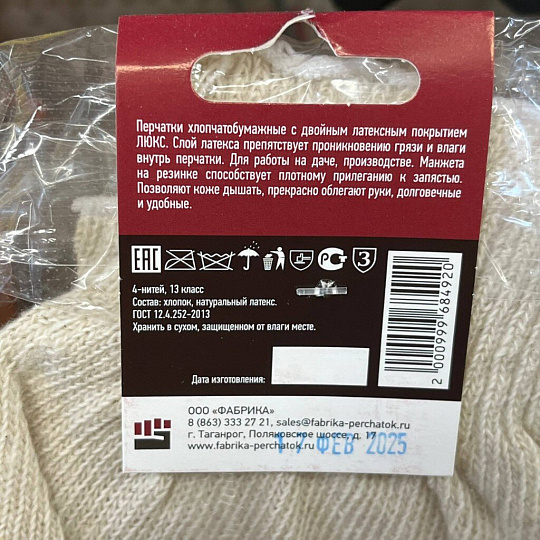 Перчатки хлопчатобумажные с двойным латексным покрытием
ЛЮКС. Слой латекса препятствует проникновению грязи и влаги
внутрь перчатки. Для работы на даче, производстве. Манжета
на резинке способствует плотному прилеганию к запястью.
Позволяют коже дышать, прекрасно облегают руки, долговечные
и удобные.
EAC
РСТ
3
4-нитей, 13 класс
Состав: хлопок, натуральный латекс.
ГОСТ 12.4.252-2013
Хранить в сухом, защищенном от влаги месте.
Дата изготовления:
2 000999 684920
ООО «ФАБРИКА»
8 (863) 333 27 21, sales@fabrika-perchatok.ru
г. Таганрог, Поляковское шоссе, д. 17
www.fabrika-perchatok.ru
17 ФЕВ 2025